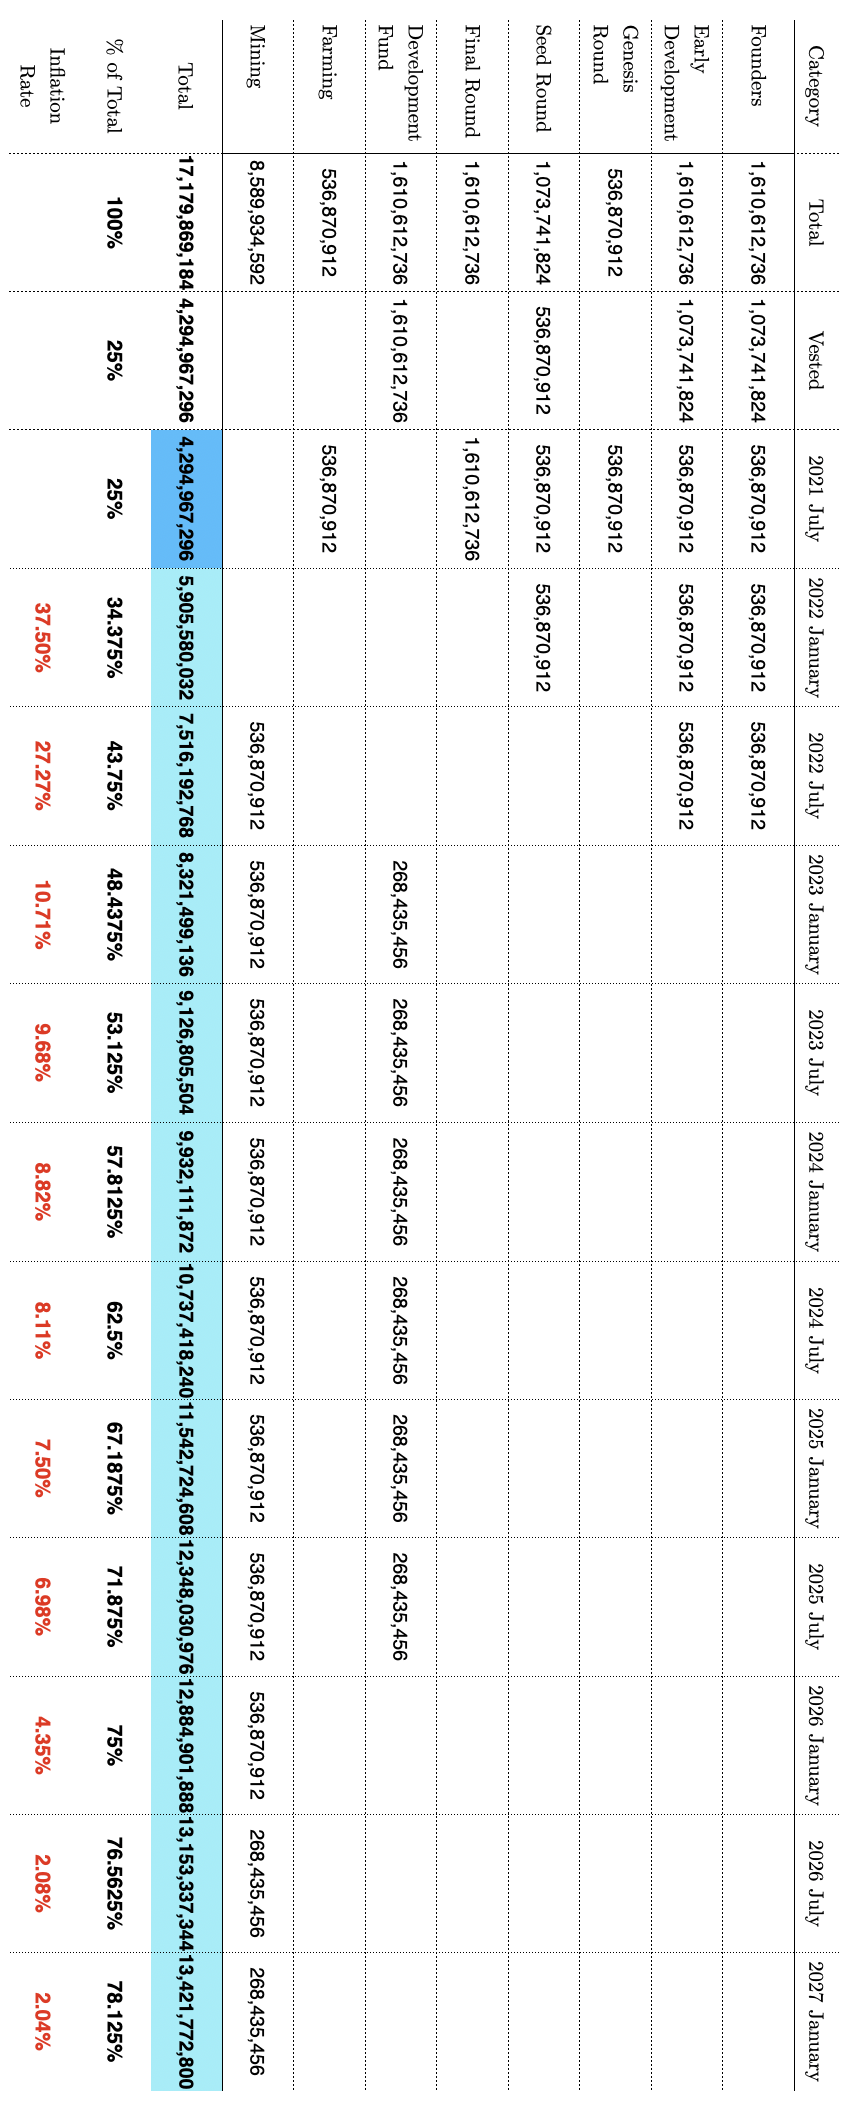 Category Total Vested 2021 July 2022 January 2022 July 2023 January 2023 July 2024 January 2024 July 2025 January 2025 July 2026 January 2026 July 2027 January
Founders 1,610,612,736 1,073,741,824 536,870,912 536,870,912 536,870,912
Early
Development 1,610,612,736 1,073,741,824 536,870,912 536,870,912 536,870,912
Genesis
Round 536,870,912 536,870,912
Seed Round 1,073,741,824 536,870,912 536,870,912 536,870,912
Final Round 1,610,612,736 1,610,612,736
Development
Fund 1,610,612,736 1,610,612,736 268,435,456 268,435,456 268,435,456 268,435,456 268,435,456 268,435,456
Farming 536,870,912 536,870,912
Mining 8,589,934,592 536,870,912 536,870,912 536,870,912 536,870,912 536,870,912 536,870,912 536,870,912 536,870,912 268,435,456 268,435,456
Total 17,179,869,184 4,294,967,296 4,294,967,296 5,905,580,032 7,516,192,768 8,321,499,136 9,126,805,504 9,932,111,872 10,737,418,240 11,542,724,608 12,348,030,976 12,884,901,888 13,153,337,344 13,421,772,800
% of Total 100% 25% 25% 34.375% 43.75% 48.4375% 53.125% 57.8125% 62.5% 67.1875% 71.875% 75% 76.5625% 78.125%
Inflation
Rate 37.50% 27.27% 10.71% 9.68% 8.82% 8.11% 7.50% 6.98% 4.35% 2.08% 2.04%